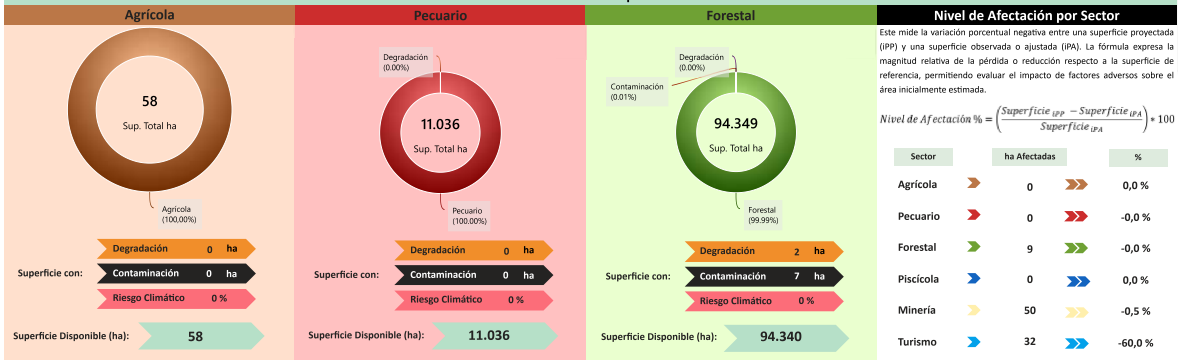 Agrícola
58
Sup. Total ha
Agricola
(100,00%)
Superficie con:
Degradación 0 ha
Contaminación 0 ha
Riesgo Climático 0 %
Superficie Disponible (ha): 58
Pecuario
Degradación
(0.00%)
11.036
Sup. Total ha
Pecuario
(100.00%)
Superficie con:
Degradación 0 ha
Contaminación 0 ha
Riesgo Climático 0 %
Superficie Disponible (ha): 11.036
Forestal
Degradación
(0.00%)
Contaminación
(0.01%)
94.349
Sup. Total ha
Forestal
(99.99%)
Superficie con:
Degradación 2 ha
Contaminación 7 ha
Riesgo Climático 0 %
Superficie Disponible (ha): 94.340
Nivel de Afectación por Sector
Este mide la variación porcentual negativa entre una superficie proyectada
(iPP) y una superficie observada o ajustada (iPA). La fórmula expresa la
magnitud relativa de la pérdida o reducción respecto a la superficie de
referencia, permitiendo evaluar el impacto de factores adversos sobre el
área inicialmente estimada.
Nivel de Afectación % = (Superficie iPP − Superficie iPA / Superficie iPA) * 100
Sector ha Afectadas %
Agrícola 0 0,0 %
Pecuario 0 -0,0 %
Forestal 9 -0,0 %
Piscícola 0 0,0 %
Minería 50 -0,5 %
Turismo 32 -60,0 %